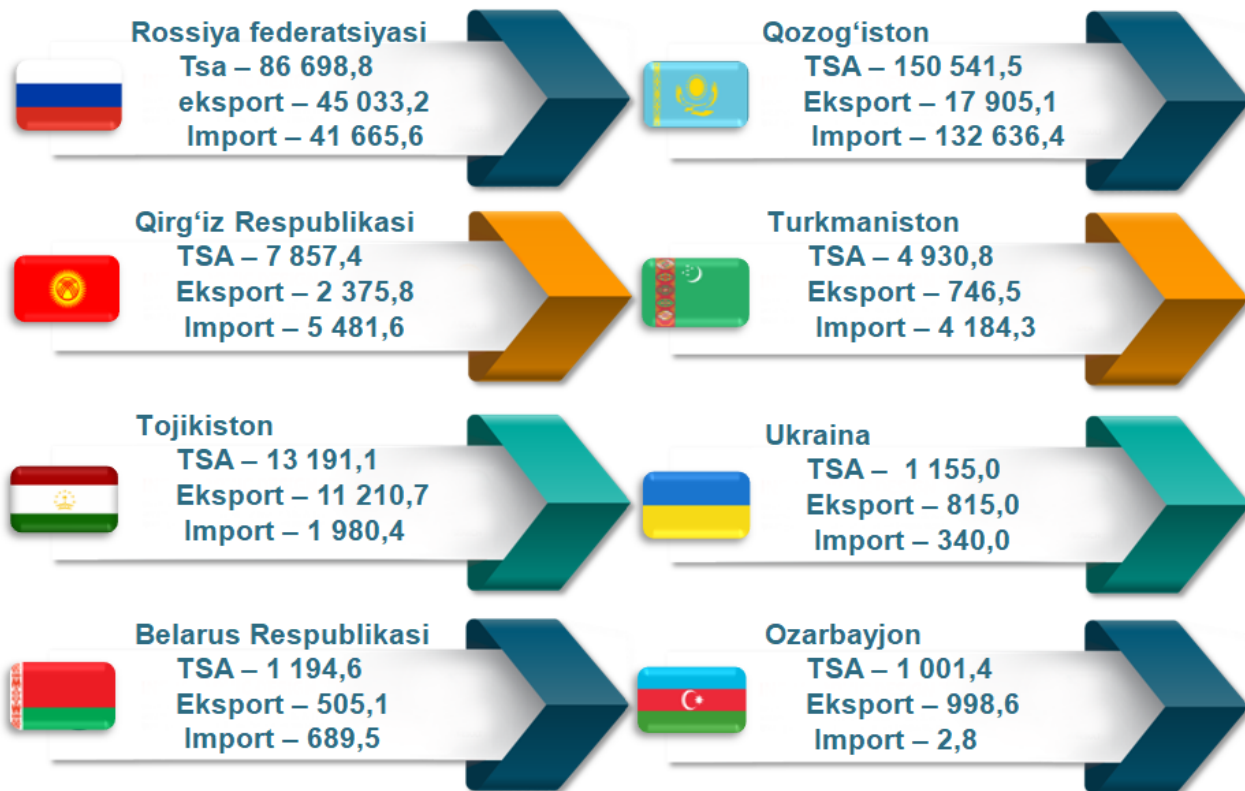 Rossiya federatsiyasi
Tsa – 86 698,8
eksport – 45 033,2
Import – 41 665,6
Qozog‘iston
TSA – 150 541,5
Eksport – 17 905,1
Import – 132 636,4
Qirg‘iz Respublikasi
TSA – 7 857,4
Eksport – 2 375,8
Import – 5 481,6
Turkmaniston
TSA – 4 930,8
Eksport – 746,5
Import – 4 184,3
Tojikiston
TSA – 13 191,1
Eksport – 11 210,7
Import – 1 980,4
Ukraina
TSA – 1 155,0
Eksport – 815,0
Import – 340,0
Belarus Respublikasi
TSA – 1 194,6
Eksport – 505,1
Import – 689,5
Ozarbayjon
TSA – 1 001,4
Eksport – 998,6
Import – 2,8